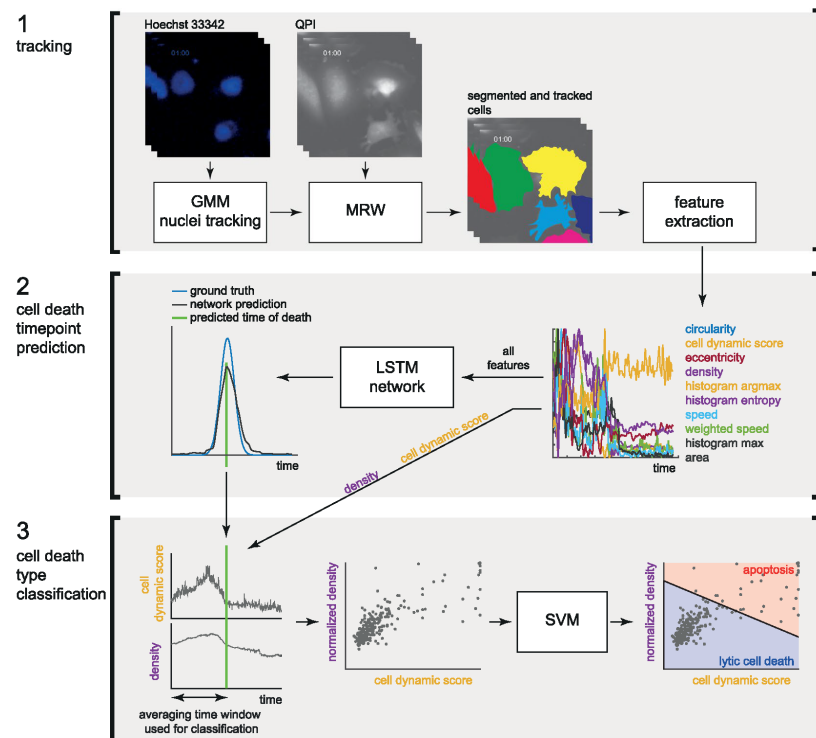 1
tracking
Hoechst 33342
01:00
QPI
01:00
segmented and tracked
cells
01:00
GMM
nuclei tracking
MRW
feature
extraction
2
cell death
timepoint
prediction
ground truth
network prediction
predicted time of death
time
LSTM
network
all
features
circularity
cell dynamic score
eccentricity
density
histogram argmax
histogram entropy
speed
weighted speed
histogram max
area
time
density
cell dynamic score
3
cell death
type
classification
cell
dynamic score
density
time
averaging time window
used for classification
normalized density
cell dynamic score
SVM
normalized density
apoptosis
lytic cell death
cell dynamic score